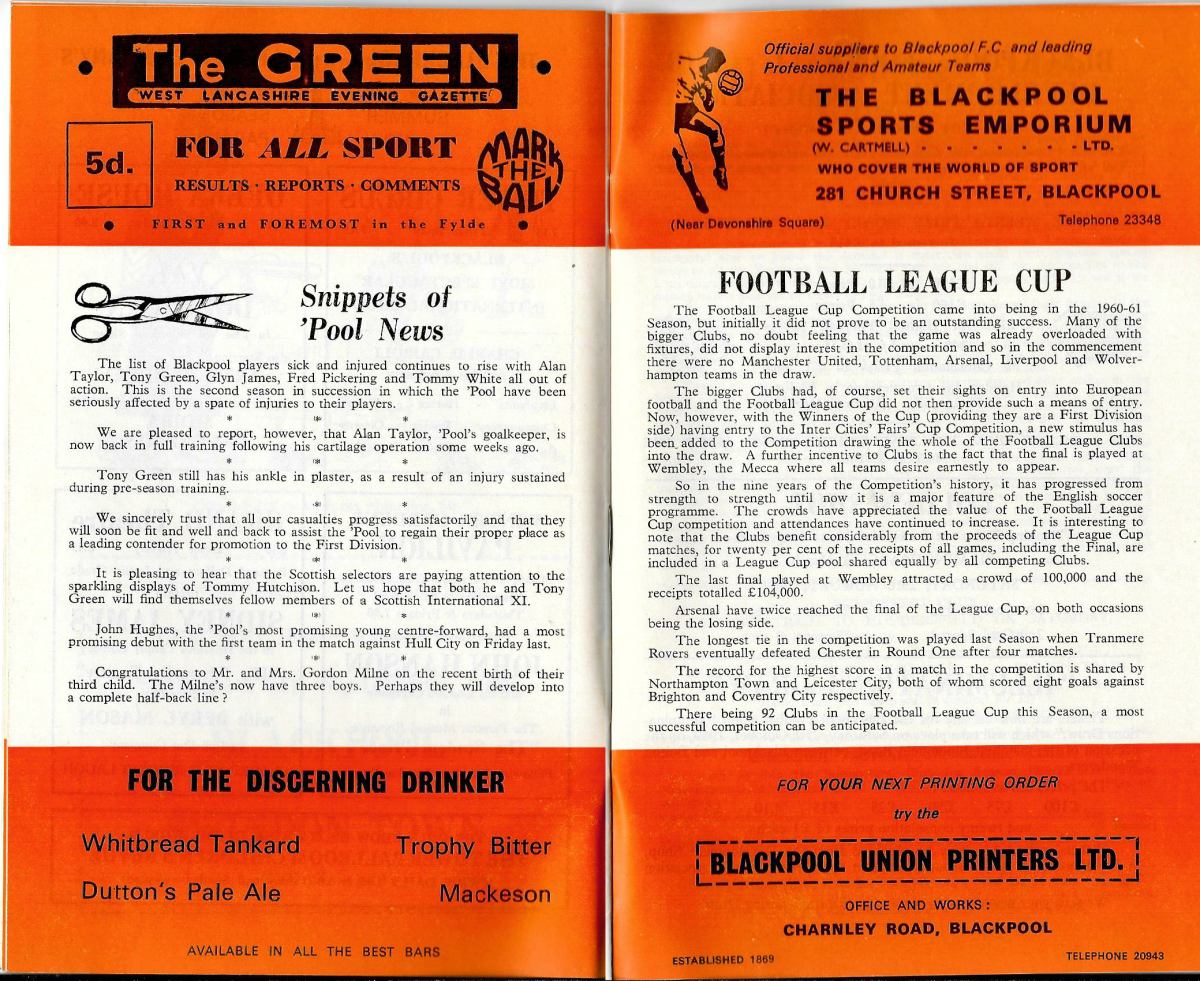 The GREEN
WEST LANCASHIRE EVENING GAZETTE
5d.
FOR ALL SPORT
RESULTS · REPORTS · COMMENTS
MARK
THE
BALL
• FIRST and FOREMOST in the Fylde •
Snippets of
'Pool News
The list of Blackpool players sick and injured continues to rise with Alan
Taylor, Tony Green, Glyn James, Fred Pickering and Tommy White all out of
action. This is the second season in succession in which the 'Pool have been
seriously affected by a spate of injuries to their players.
* * *
We are pleased to report, however, that Alan Taylor, 'Pool's goalkeeper, is
now back in full training following his cartilage operation some weeks ago.
* * *
Tony Green still has his ankle in plaster, as a result of an injury sustained
during pre-season training.
* * *
We sincerely trust that all our casualties progress satisfactorily and that they
will soon be fit and well and back to assist the 'Pool to regain their proper place as
a leading contender for promotion to the First Division.
* * *
It is pleasing to hear that the Scottish selectors are paying attention to the
sparkling displays of Tommy Hutchison. Let us hope that both he and Tony
Green will find themselves fellow members of a Scottish International XI.
* * *
John Hughes, the 'Pool's most promising young centre-forward, had a most
promising debut with the first team in the match against Hull City on Friday last.
* * *
Congratulations to Mr. and Mrs. Gordon Milne on the recent birth of their
third child. The Milne's now have three boys. Perhaps they will develop into
a complete half-back line?
FOR THE DISCERNING DRINKER
Whitbread Tankard Trophy Bitter
Dutton's Pale Ale Mackeson
AVAILABLE IN ALL THE BEST BARS
Official suppliers to Blackpool F.C. and leading
Professional and Amateur Teams
THE BLACKPOOL
SPORTS EMPORIUM
(W. CARTMELL) - - - - - - - LTD.
WHO COVER THE WORLD OF SPORT
281 CHURCH STREET, BLACKPOOL
(Near Devonshire Square) Telephone 23348
FOOTBALL LEAGUE CUP
The Football League Cup Competition came into being in the 1960-61
Season, but initially it did not prove to be an outstanding success. Many of the
bigger Clubs, no doubt feeling that the game was already overloaded with
fixtures, did not display interest in the competition and so in the commencement
there were no Manchester United, Tottenham, Arsenal, Liverpool and Wolver-
hampton teams in the draw.
The bigger Clubs had, of course, set their sights on entry into European
football and the Football League Cup did not then provide such a means of entry.
Now, however, with the Winners of the Cup (providing they are a First Division
side) having entry to the Inter Cities' Fairs' Cup Competition, a new stimulus has
been added to the Competition drawing the whole of the Football League Clubs
into the draw. A further incentive to Clubs is the fact that the final is played at
Wembley, the Mecca where all teams desire earnestly to appear.
So in the nine years of the Competition's history, it has progressed from
strength to strength until now it is a major feature of the English soccer
programme. The crowds have appreciated the value of the Football League
Cup competition and attendances have continued to increase. It is interesting to
note that the Clubs benefit considerably from the proceeds of the League Cup
matches, for twenty per cent of the receipts of all games, including the Final, are
included in a League Cup pool shared equally by all competing Clubs.
The last final played at Wembley attracted a crowd of 100,000 and the
receipts totalled £104,000.
Arsenal have twice reached the final of the League Cup, on both occasions
being the losing side.
The longest tie in the competition was played last Season when Tranmere
Rovers eventually defeated Chester in Round One after four matches.
The record for the highest score in a match in the competition is shared by
Northampton Town and Leicester City, both of whom scored eight goals against
Brighton and Coventry City respectively.
There being 92 Clubs in the Football League Cup this Season, a most
successful competition can be anticipated.
FOR YOUR NEXT PRINTING ORDER
try the
BLACKPOOL UNION PRINTERS LTD.
OFFICE AND WORKS :
CHARNLEY ROAD, BLACKPOOL
ESTABLISHED 1869 TELEPHONE 20943